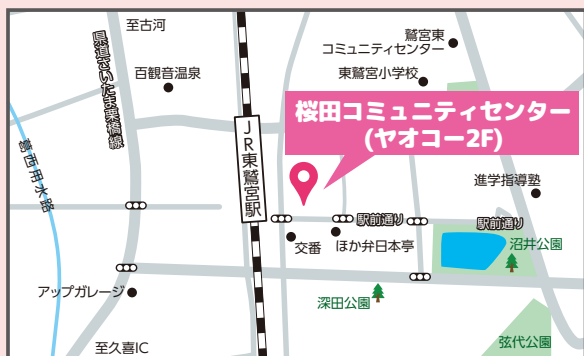 至古河
県道さいたま栗橋線
百観音温泉
鷲宮東
コミュニティセンター
東鷲宮小学校
桜田コミュニティセンター
(ヤオコー2F)
葛西用水路
JR東鷲宮駅
進学指導塾
駅前通り
駅前通り
交番
ほか弁日本亭
沼井公園
アップガレージ
深田公園
至久喜IC
弦代公園